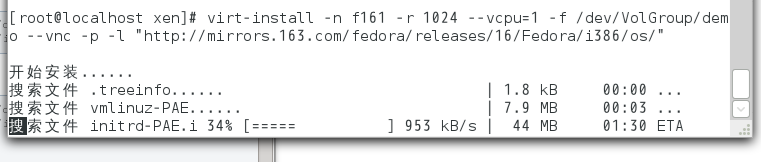 [root@localhost xen]# virt-install -n f161 -r 1024 --vcpu=1 -f /dev/VolGroup/dem
o --vnc -p -l "http://mirrors.163.com/fedora/releases/16/Fedora/i386/os/"
开始安装......
搜索文件 .treeinfo...... | 1.8 kB 00:00 ...
搜索文件 vmlinuz-PAE...... | 7.9 MB 00:03 ...
搜索文件 initrd-PAE.i 34% [===== ] 953 kB/s | 44 MB 01:30 ETA